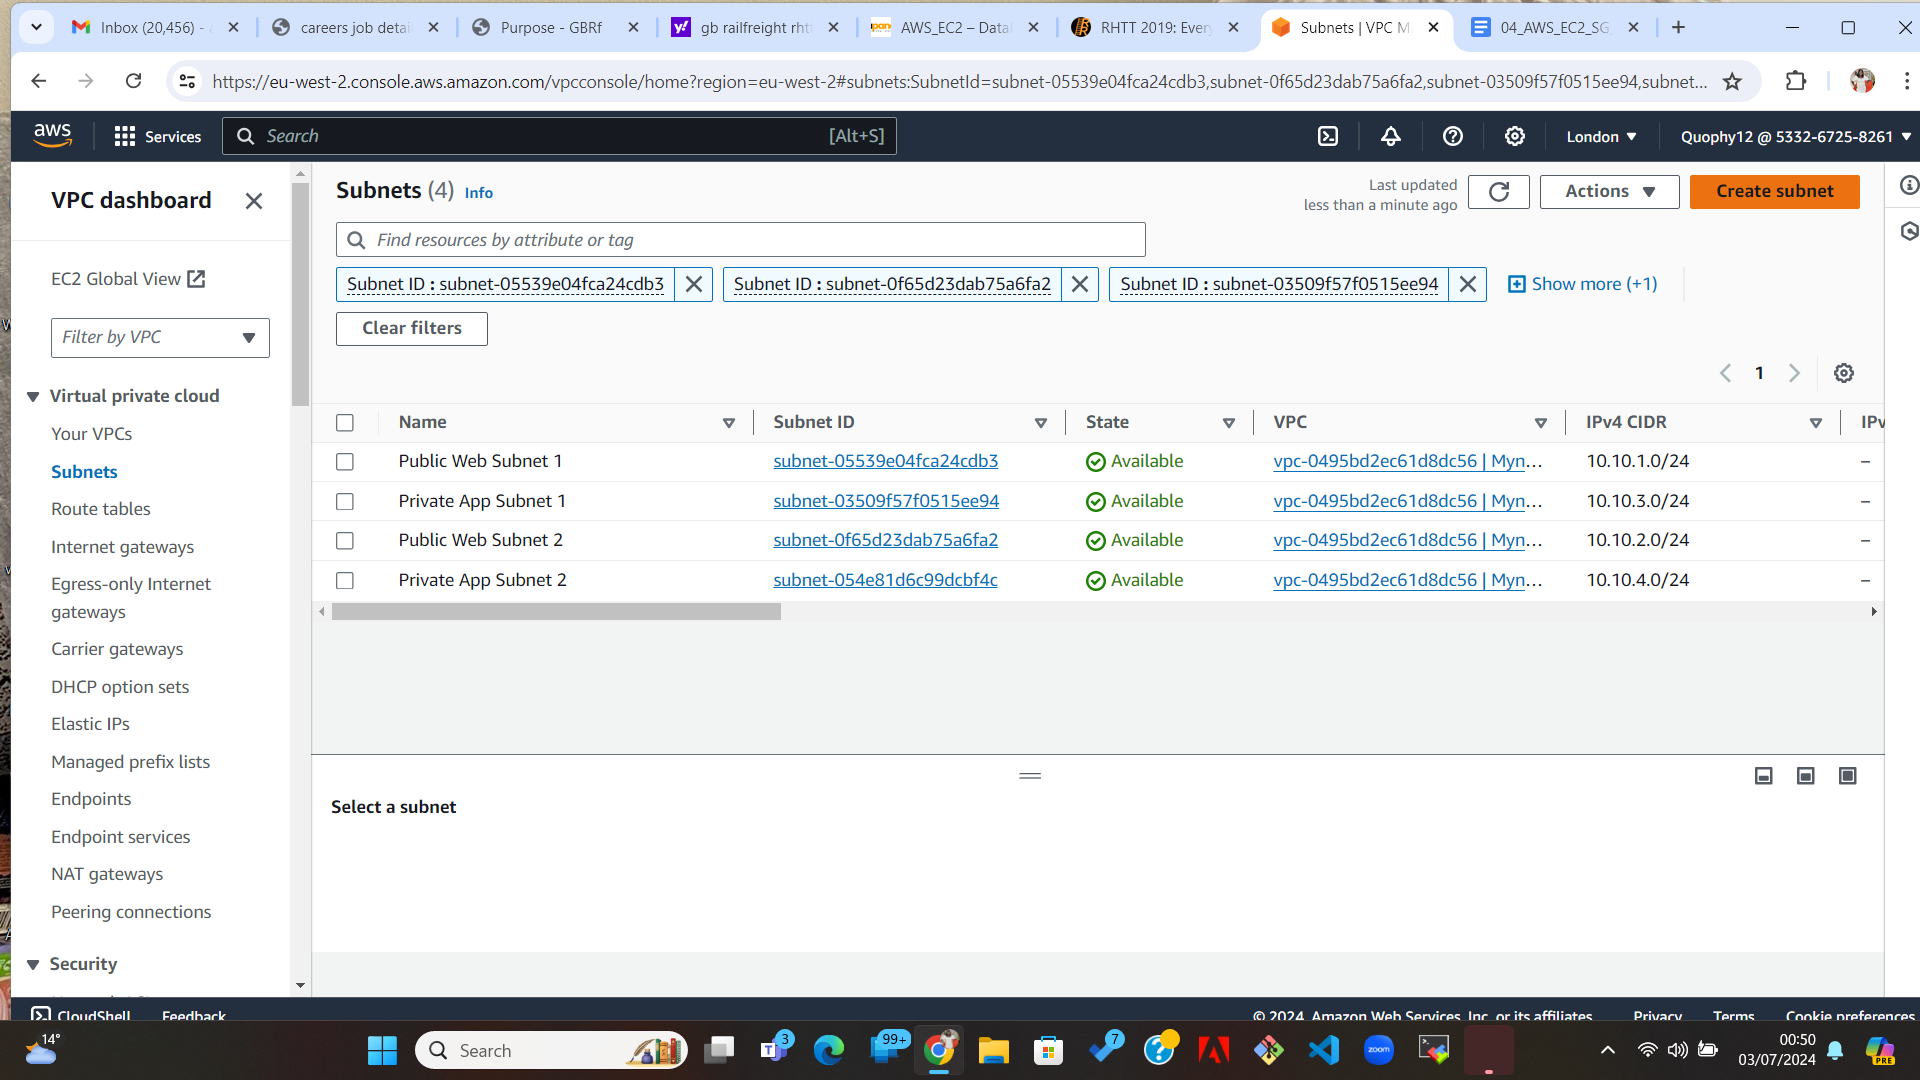 Inbox (20,456) -
careers job detai
Purpose - GBRf
gb railfreight rht
AWS_EC2 – Data
RHTT 2019: Every
Subnets | VPC M
04_AWS_EC2_SG
https://eu-west-2.console.aws.amazon.com/vpcconsole/home?region=eu-west-2#subnets:SubnetId=subnet-05539e04fca24cdb3,subnet-0f65d23dab75a6fa2,subnet-03509f57f0515ee94,subnet...
aws
Services
Search
[Alt+S]
London
Quophy12 @ 5332-6725-8261
VPC dashboard
EC2 Global View
Filter by VPC
Virtual private cloud
Your VPCs
Subnets
Route tables
Internet gateways
Egress-only Internet
gateways
Carrier gateways
DHCP option sets
Elastic IPs
Managed prefix lists
Endpoints
Endpoint services
NAT gateways
Peering connections
Security
Subnets (4) Info
Last updated
less than a minute ago
Actions
Create subnet
Find resources by attribute or tag
Subnet ID : subnet-05539e04fca24cdb3
Subnet ID : subnet-0f65d23dab75a6fa2
Subnet ID : subnet-03509f57f0515ee94
Show more (+1)
Clear filters
1
Name Subnet ID State VPC IPv4 CIDR IPv
Public Web Subnet 1 subnet-05539e04fca24cdb3 Available vpc-0495bd2ec61d8dc56 | Myn... 10.10.1.0/24 –
Private App Subnet 1 subnet-03509f57f0515ee94 Available vpc-0495bd2ec61d8dc56 | Myn... 10.10.3.0/24 –
Public Web Subnet 2 subnet-0f65d23dab75a6fa2 Available vpc-0495bd2ec61d8dc56 | Myn... 10.10.2.0/24 –
Private App Subnet 2 subnet-054e81d6c99dcbf4c Available vpc-0495bd2ec61d8dc56 | Myn... 10.10.4.0/24 –
Select a subnet
CloudShell Feedback
© 2024, Amazon Web Services, Inc. or its affiliates.
Privacy Terms Cookie preferences
14°
Search
3
99+
7
zoom
00:50
03/07/2024
PRE